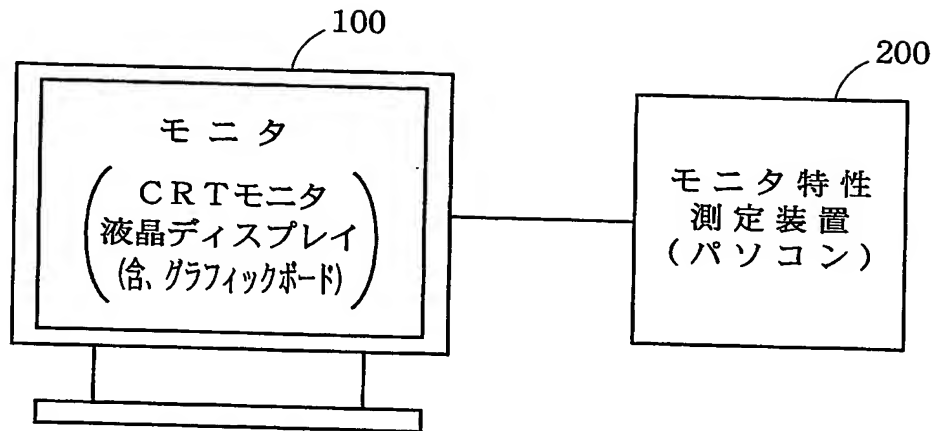 100
200
モニタ
CRTモニタ
液晶ディスプレイ
(含、グラフィックボード)
モニタ特性
測定装置
(パソコン)